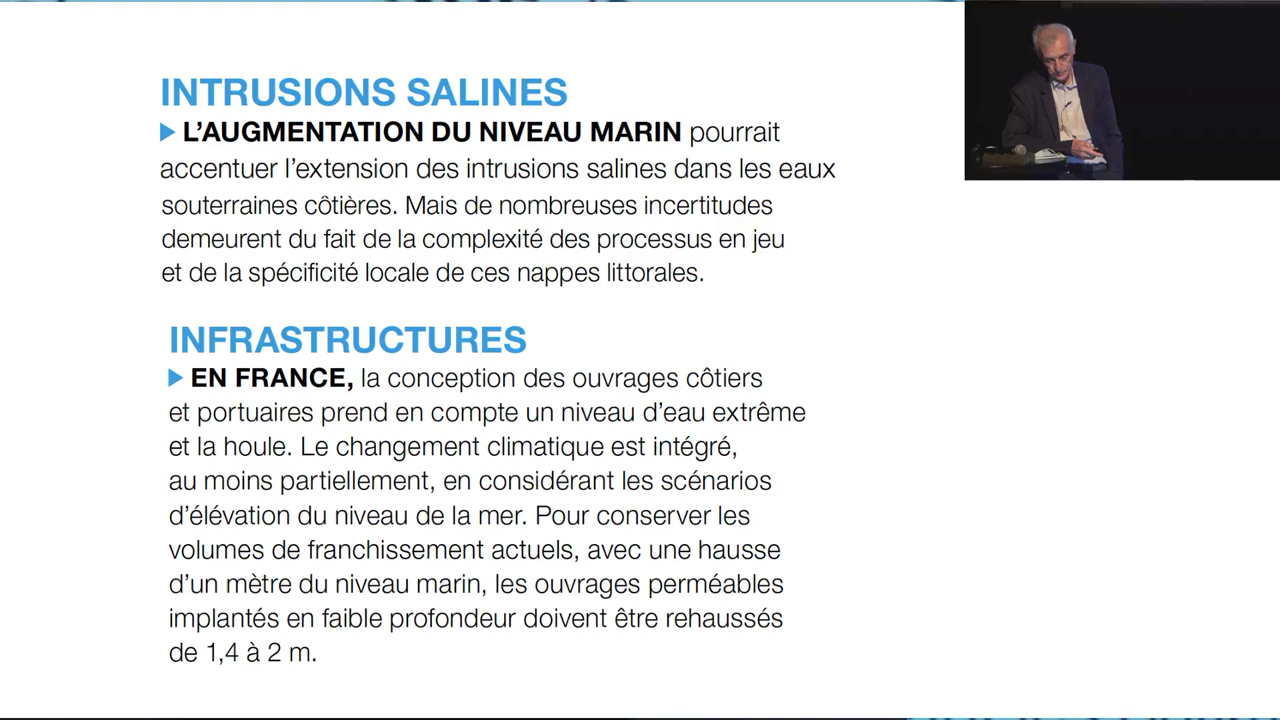 INTRUSIONS SALINES
L’AUGMENTATION DU NIVEAU MARIN pourrait
accentuer l’extension des intrusions salines dans les eaux
souterraines côtières. Mais de nombreuses incertitudes
demeurent du fait de la complexité des processus en jeu
et de la spécificité locale de ces nappes littorales.
INFRASTRUCTURES
EN FRANCE, la conception des ouvrages côtiers
et portuaires prend en compte un niveau d’eau extrême
et la houle. Le changement climatique est intégré,
au moins partiellement, en considérant les scénarios
d’élévation du niveau de la mer. Pour conserver les
volumes de franchissement actuels, avec une hausse
d’un mètre du niveau marin, les ouvrages perméables
implantés en faible profondeur doivent être rehaussés
de 1,4 à 2 m.